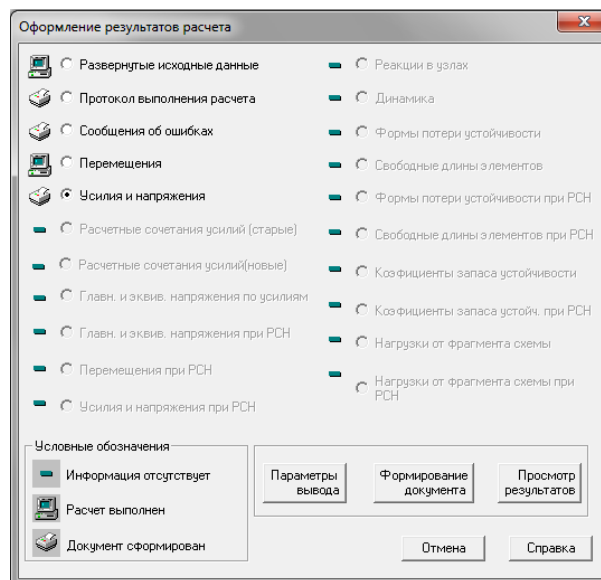 Оформление результатов расчета
Развернутые исходные данные
Протокол выполнения расчета
Сообщения об ошибках
Перемещения
Усилия и напряжения
Расчетные сочетания усилий (старые)
Расчетные сочетания усилий(новые)
Главн. и эквив. напряжения по усилиям
Главн. и эквив. напряжения при РСН
Перемещения при РСН
Усилия и напряжения при РСН
Реакции в узлах
Динамика
Формы потери устойчивости
Свободные длины элементов
Формы потери устойчивости при РСН
Свободные длины элементов при РСН
Коэфициенты запаса устойчивости
Коэфициенты запаса устойч. при РСН
Нагрузки от фрагмента схемы
Нагрузки от фрагмента схемы при
РСН
Условные обозначения
Информация отсутствует
Расчет выполнен
Документ сформирован
Параметры
вывода
Формирование
документа
Просмотр
результатов
Отмена
Справка